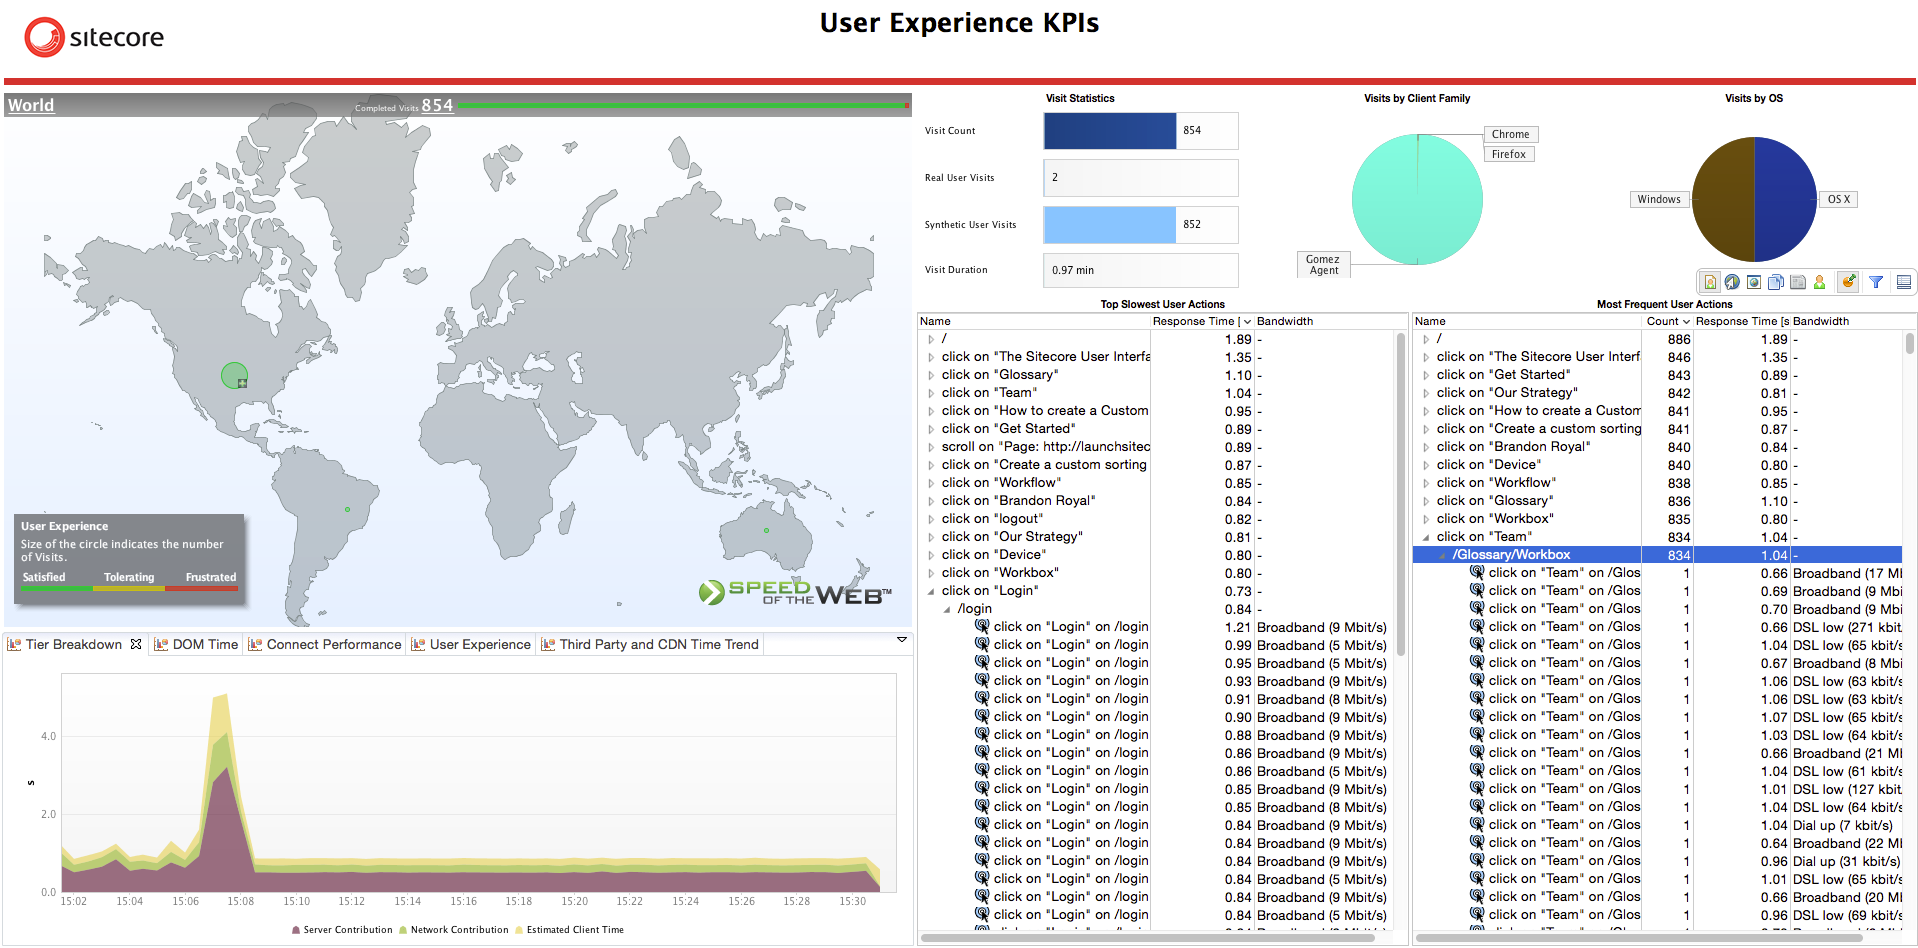 User Experience KPIs
sitecore
World
Completed Visits 854
User Experience
Size of the circle indicates the number
of Visits.
Satisfied Tolerating Frustrated
SPEED
OF THE WEB™
Visit Statistics
Visit Count 854
Real User Visits 2
Synthetic User Visits 852
Visit Duration 0.97 min
Visits by Client Family
Chrome
Firefox
Gomez
Agent
Visits by OS
Windows
OS X
Tier Breakdown
DOM Time
Connect Performance
User Experience
Third Party and CDN Time Trend
s
4.0
2.0
0.0
15:02 15:04 15:06 15:08 15:10 15:12 15:14 15:16 15:18 15:20 15:22 15:24 15:26 15:28 15:30
Server Contribution Network Contribution Estimated Client Time
Top Slowest User Actions
Name Response Time [ Bandwidth
/ 1.89 -
click on "The Sitecore User Interfa 1.35 -
click on "Glossary" 1.10 -
click on "Team" 1.04 -
click on "How to create a Custom 0.95 -
click on "Get Started" 0.89 -
scroll on "Page: http://launchsitec 0.89 -
click on "Create a custom sorting 0.87 -
click on "Workflow" 0.85 -
click on "Brandon Royal" 0.84 -
click on "logout" 0.82 -
click on "Our Strategy" 0.81 -
click on "Device" 0.80 -
click on "Workbox" 0.80 -
click on "Login" 0.73 -
/login 0.84 -
click on "Login" on /login 1.21 Broadband (9 Mbit/s)
click on "Login" on /login 0.99 Broadband (5 Mbit/s)
click on "Login" on /login 0.95 Broadband (5 Mbit/s)
click on "Login" on /login 0.93 Broadband (9 Mbit/s)
click on "Login" on /login 0.91 Broadband (8 Mbit/s)
click on "Login" on /login 0.90 Broadband (9 Mbit/s)
click on "Login" on /login 0.88 Broadband (9 Mbit/s)
click on "Login" on /login 0.86 Broadband (9 Mbit/s)
click on "Login" on /login 0.86 Broadband (5 Mbit/s)
click on "Login" on /login 0.85 Broadband (9 Mbit/s)
click on "Login" on /login 0.85 Broadband (8 Mbit/s)
click on "Login" on /login 0.84 Broadband (9 Mbit/s)
click on "Login" on /login 0.84 Broadband (9 Mbit/s)
click on "Login" on /login 0.84 Broadband (9 Mbit/s)
click on "Login" on /login 0.84 Broadband (5 Mbit/s)
click on "Login" on /login 0.84 Broadband (9 Mbit/s)
click on "Login" on /login 0.84 Broadband (5 Mbit/s)
Most Frequent User Actions
Name Count Response Time [s Bandwidth
/ 886 1.89 -
click on "The Sitecore User Interf 846 1.35 -
click on "Get Started" 843 0.89 -
click on "Our Strategy" 842 0.81 -
click on "How to create a Custom 841 0.95 -
click on "Create a custom sorting 841 0.87 -
click on "Brandon Royal" 840 0.84 -
click on "Device" 840 0.80 -
click on "Workflow" 838 0.85 -
click on "Glossary" 836 1.10 -
click on "Workbox" 835 0.80 -
click on "Team" 834 1.04 -
/Glossary/Workbox 834 1.04 -
click on "Team" on /Glos 1 0.66 Broadband (17 M
click on "Team" on /Glos 1 0.69 Broadband (9 Mb
click on "Team" on /Glos 1 0.70 Broadband (9 Mbi
click on "Team" on /Glos 1 0.66 DSL low (271 kbit
click on "Team" on /Glos 1 1.04 DSL low (65 kbit/
click on "Team" on /Glos 1 0.67 Broadband (8 Mbi
click on "Team" on /Glos 1 1.06 DSL low (63 kbit/s
click on "Team" on /Glos 1 1.06 DSL low (63 kbit/s
click on "Team" on /Glos 1 1.07 DSL low (65 kbit/s
click on "Team" on /Glos 1 1.03 DSL low (64 kbit/s
click on "Team" on /Glos 1 0.66 Broadband (21 M
click on "Team" on /Glos 1 1.04 DSL low (61 kbit/s
click on "Team" on /Glos 1 1.01 DSL low (127 kbit
click on "Team" on /Glos 1 1.04 DSL low (64 kbit/s
click on "Team" on /Glos 1 1.04 Dial up (7 kbit/s)
click on "Team" on /Glos 1 0.64 Broadband (22 M
click on "Team" on /Glos 1 0.96 Dial up (31 kbit/s)
click on "Team" on /Glos 1 1.01 DSL low (65 kbit/s
click on "Team" on /Glos 1 0.66 Broadband (20 M
click on "Team" on /Glos 1 0.96 DSL low (69 kbit/s